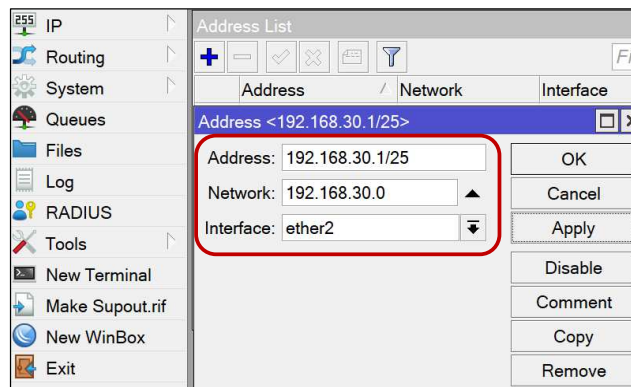 255
IP
Routing
System
Queues
Files
Log
RADIUS
Tools
New Terminal
Make Supout.rif
New WinBox
Exit
Address List
Address / Network Interface
Address <192.168.30.1/25>
Address: 192.168.30.1/25
Network: 192.168.30.0
Interface: ether2
OK
Cancel
Apply
Disable
Comment
Copy
Remove